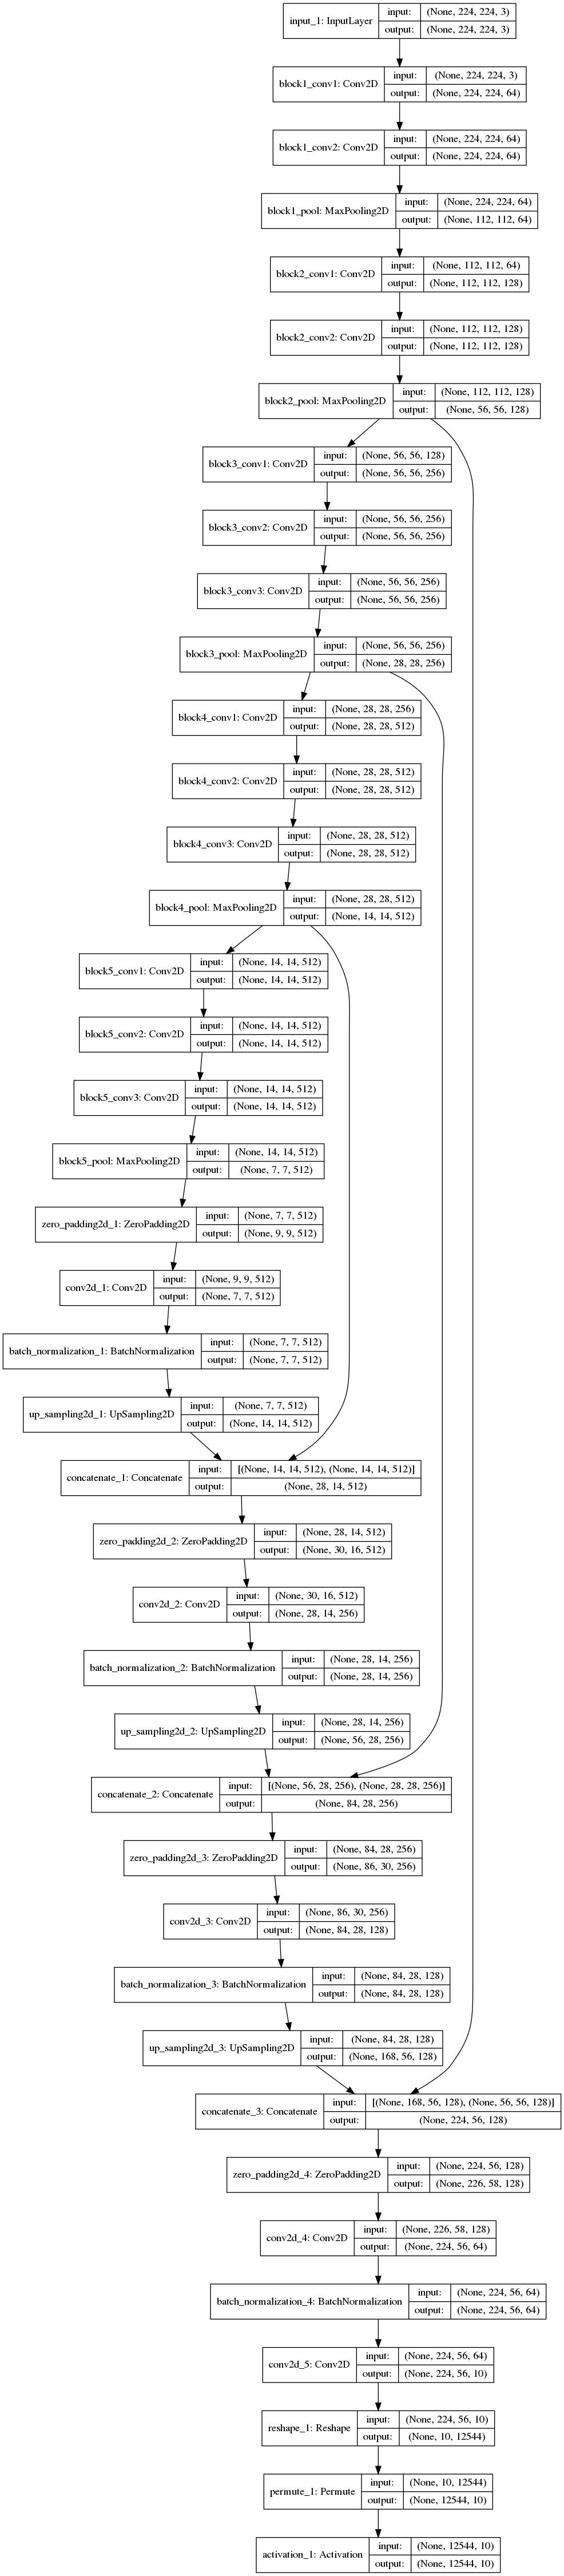 input_1: InputLayer
input:
(None, 224, 224, 3)
output:
(None, 224, 224, 3)
block1_conv1: Conv2D
input:
(None, 224, 224, 3)
output:
(None, 224, 224, 64)
block1_conv2: Conv2D
input:
(None, 224, 224, 64)
output:
(None, 224, 224, 64)
block1_pool: MaxPooling2D
input:
(None, 224, 224, 64)
output:
(None, 112, 112, 64)
block2_conv1: Conv2D
input:
(None, 112, 112, 64)
output:
(None, 112, 112, 128)
block2_conv2: Conv2D
input:
(None, 112, 112, 128)
output:
(None, 112, 112, 128)
block2_pool: MaxPooling2D
input:
(None, 112, 112, 128)
output:
(None, 56, 56, 128)
block3_conv1: Conv2D
input:
(None, 56, 56, 128)
output:
(None, 56, 56, 256)
block3_conv2: Conv2D
input:
(None, 56, 56, 256)
output:
(None, 56, 56, 256)
block3_conv3: Conv2D
input:
(None, 56, 56, 256)
output:
(None, 56, 56, 256)
block3_pool: MaxPooling2D
input:
(None, 56, 56, 256)
output:
(None, 28, 28, 256)
block4_conv1: Conv2D
input:
(None, 28, 28, 256)
output:
(None, 28, 28, 512)
block4_conv2: Conv2D
input:
(None, 28, 28, 512)
output:
(None, 28, 28, 512)
block4_conv3: Conv2D
input:
(None, 28, 28, 512)
output:
(None, 28, 28, 512)
block4_pool: MaxPooling2D
input:
(None, 28, 28, 512)
output:
(None, 14, 14, 512)
block5_conv1: Conv2D
input:
(None, 14, 14, 512)
output:
(None, 14, 14, 512)
block5_conv2: Conv2D
input:
(None, 14, 14, 512)
output:
(None, 14, 14, 512)
block5_conv3: Conv2D
input:
(None, 14, 14, 512)
output:
(None, 14, 14, 512)
block5_pool: MaxPooling2D
input:
(None, 14, 14, 512)
output:
(None, 7, 7, 512)
zero_padding2d_1: ZeroPadding2D
input:
(None, 7, 7, 512)
output:
(None, 9, 9, 512)
conv2d_1: Conv2D
input:
(None, 9, 9, 512)
output:
(None, 7, 7, 512)
batch_normalization_1: BatchNormalization
input:
(None, 7, 7, 512)
output:
(None, 7, 7, 512)
up_sampling2d_1: UpSampling2D
input:
(None, 7, 7, 512)
output:
(None, 14, 14, 512)
concatenate_1: Concatenate
input:
[(None, 14, 14, 512), (None, 14, 14, 512)]
output:
(None, 28, 14, 512)
zero_padding2d_2: ZeroPadding2D
input:
(None, 28, 14, 512)
output:
(None, 30, 16, 512)
conv2d_2: Conv2D
input:
(None, 30, 16, 512)
output:
(None, 28, 14, 256)
batch_normalization_2: BatchNormalization
input:
(None, 28, 14, 256)
output:
(None, 28, 14, 256)
up_sampling2d_2: UpSampling2D
input:
(None, 28, 14, 256)
output:
(None, 56, 28, 256)
concatenate_2: Concatenate
input:
[(None, 56, 28, 256), (None, 28, 28, 256)]
output:
(None, 84, 28, 256)
zero_padding2d_3: ZeroPadding2D
input:
(None, 84, 28, 256)
output:
(None, 86, 30, 256)
conv2d_3: Conv2D
input:
(None, 86, 30, 256)
output:
(None, 84, 28, 128)
batch_normalization_3: BatchNormalization
input:
(None, 84, 28, 128)
output:
(None, 84, 28, 128)
up_sampling2d_3: UpSampling2D
input:
(None, 84, 28, 128)
output:
(None, 168, 56, 128)
concatenate_3: Concatenate
input:
[(None, 168, 56, 128), (None, 56, 56, 128)]
output:
(None, 224, 56, 128)
zero_padding2d_4: ZeroPadding2D
input:
(None, 224, 56, 128)
output:
(None, 226, 58, 128)
conv2d_4: Conv2D
input:
(None, 226, 58, 128)
output:
(None, 224, 56, 64)
batch_normalization_4: BatchNormalization
input:
(None, 224, 56, 64)
output:
(None, 224, 56, 64)
conv2d_5: Conv2D
input:
(None, 224, 56, 64)
output:
(None, 224, 56, 10)
reshape_1: Reshape
input:
(None, 224, 56, 10)
output:
(None, 10, 12544)
permute_1: Permute
input:
(None, 10, 12544)
output:
(None, 12544, 10)
activation_1: Activation
input:
(None, 12544, 10)
output:
(None, 12544, 10)